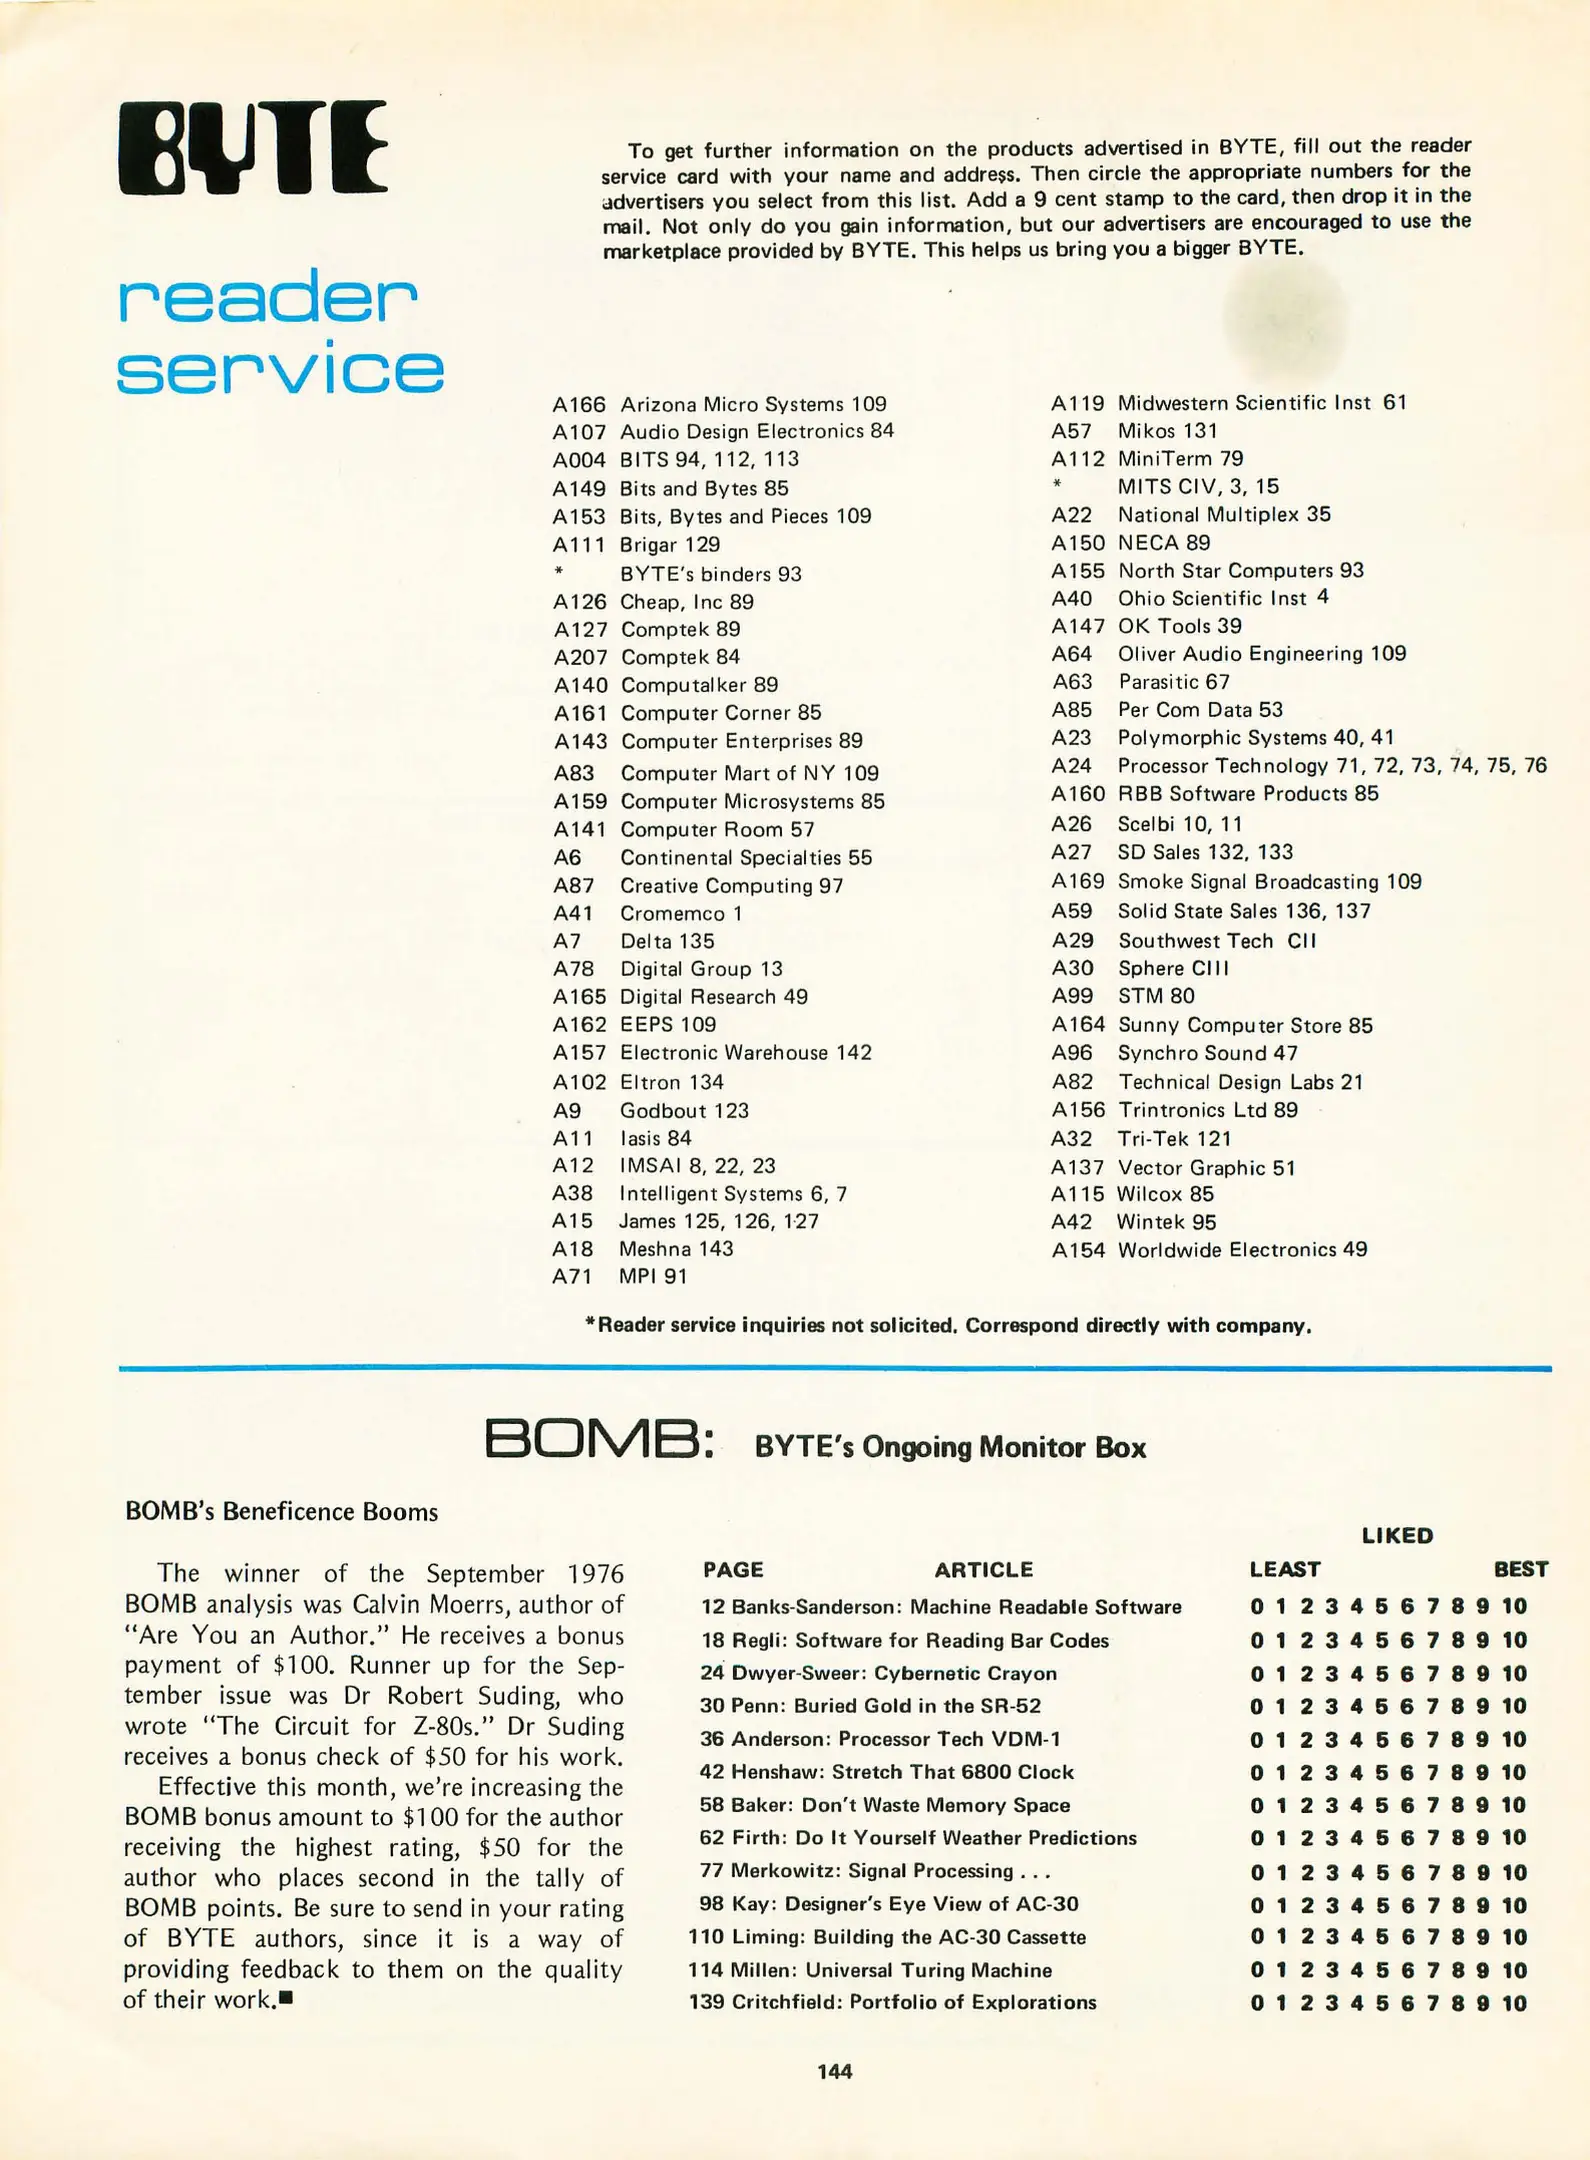 BYTE
reader
service
To get further information on the products advertised in BYTE, fill out the reader
service card with your name and address. Then circle the appropriate numbers for the
advertisers you select from this list. Add a 9 cent stamp to the card, then drop it in the
mail. Not only do you gain information, but our advertisers are encouraged to use the
marketplace provided by BYTE. This helps us bring you a bigger BYTE.
A166 Arizona Micro Systems 109
A107 Audio Design Electronics 84
A004 BITS 94, 112, 113
A149 Bits and Bytes 85
A153 Bits, Bytes and Pieces 109
A111 Brigar 129
* BYTE's binders 93
A126 Cheap, Inc 89
A127 Comptek 89
A207 Comptek 84
A140 Computalker 89
A161 Computer Corner 85
A143 Computer Enterprises 89
A83 Computer Mart of NY 109
A159 Computer Microsystems 85
A141 Computer Room 57
A6 Continental Specialties 55
A87 Creative Computing 97
A41 Cromemco 1
A7 Delta 135
A78 Digital Group 13
A165 Digital Research 49
A162 EEPS 109
A157 Electronic Warehouse 142
A102 Eltron 134
A9 Godbout 123
A11 Iasis 84
A12 IMSAI 8, 22, 23
A38 Intelligent Systems 6, 7
A15 James 125, 126, 127
A18 Meshna 143
A71 MPI 91
A119 Midwestern Scientific Inst 61
A57 Mikos 131
A112 MiniTerm 79
* MITS CIV, 3, 15
A22 National Multiplex 35
A150 NECA 89
A155 North Star Computers 93
A40 Ohio Scientific Inst 4
A147 OK Tools 39
A64 Oliver Audio Engineering 109
A63 Parasitic 67
A85 Per Com Data 53
A23 Polymorphic Systems 40, 41
A24 Processor Technology 71, 72, 73, 74, 75, 76
A160 RBB Software Products 85
A26 Scelbi 10, 11
A27 SD Sales 132, 133
A169 Smoke Signal Broadcasting 109
A59 Solid State Sales 136, 137
A29 Southwest Tech CII
A30 Sphere CIII
A99 STM 80
A164 Sunny Computer Store 85
A96 Synchro Sound 47
A82 Technical Design Labs 21
A156 Trintronics Ltd 89
A32 Tri-Tek 121
A137 Vector Graphic 51
A115 Wilcox 85
A42 Wintek 95
A154 Worldwide Electronics 49
*Reader service inquiries not solicited. Correspond directly with company.
BOMB: BYTE's Ongoing Monitor Box
BOMB's Beneficence Booms
The winner of the September 1976
BOMB analysis was Calvin Moerrs, author of
"Are You an Author." He receives a bonus
payment of $100. Runner up for the Sep-
tember issue was Dr Robert Suding, who
wrote "The Circuit for Z-80s." Dr Suding
receives a bonus check of $50 for his work.
Effective this month, we're increasing the
BOMB bonus amount to $100 for the author
receiving the highest rating, $50 for the
author who places second in the tally of
BOMB points. Be sure to send in your rating
of BYTE authors, since it is a way of
providing feedback to them on the quality
of their work.■
LIKED
PAGE ARTICLE LEAST BEST
12 Banks-Sanderson: Machine Readable Software 0 1 2 3 4 5 6 7 8 9 10
18 Regli: Software for Reading Bar Codes 0 1 2 3 4 5 6 7 8 9 10
24 Dwyer-Sweer: Cybernetic Crayon 0 1 2 3 4 5 6 7 8 9 10
30 Penn: Buried Gold in the SR-52 0 1 2 3 4 5 6 7 8 9 10
36 Anderson: Processor Tech VDM-1 0 1 2 3 4 5 6 7 8 9 10
42 Henshaw: Stretch That 6800 Clock 0 1 2 3 4 5 6 7 8 9 10
58 Baker: Don't Waste Memory Space 0 1 2 3 4 5 6 7 8 9 10
62 Firth: Do It Yourself Weather Predictions 0 1 2 3 4 5 6 7 8 9 10
77 Merkowitz: Signal Processing . . . 0 1 2 3 4 5 6 7 8 9 10
98 Kay: Designer's Eye View of AC-30 0 1 2 3 4 5 6 7 8 9 10
110 Liming: Building the AC-30 Cassette 0 1 2 3 4 5 6 7 8 9 10
114 Millen: Universal Turing Machine 0 1 2 3 4 5 6 7 8 9 10
139 Critchfield: Portfolio of Explorations 0 1 2 3 4 5 6 7 8 9 10
144